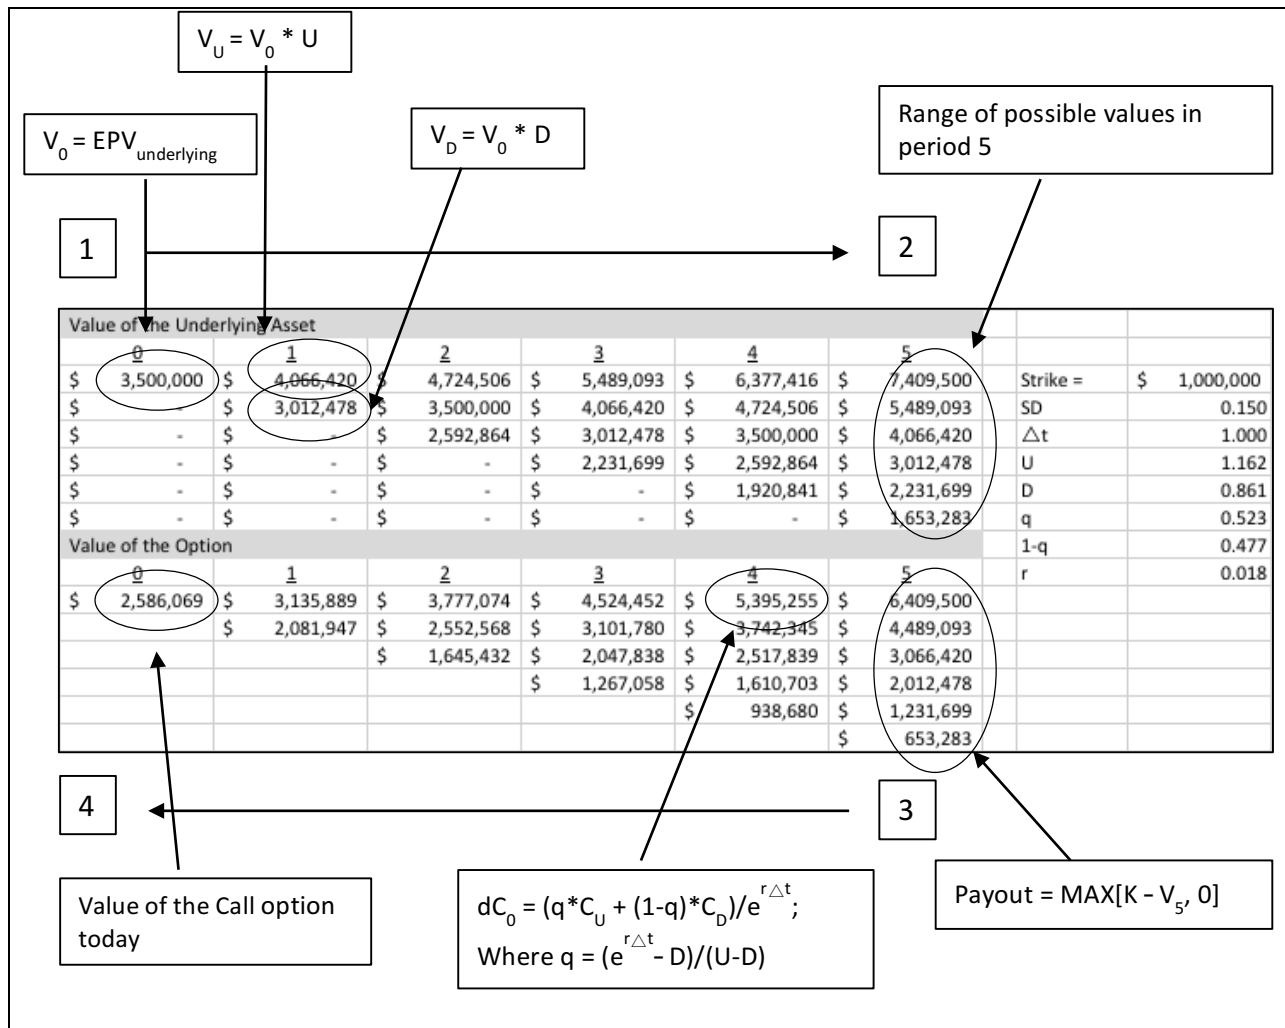 V_U = V_0 * U
V_0 = EPV_underlying
V_D = V_0 * D
Range of possible values in
period 5
1
2
Value of the Underlying Asset
0 1 2 3 4 5
$ 3,500,000 $ 4,066,420 $ 4,724,506 $ 5,489,093 $ 6,377,416 $ 7,409,500 Strike = $ 1,000,000
$ - $ 3,012,478 $ 3,500,000 $ 4,066,420 $ 4,724,506 $ 5,489,093 SD 0.150
$ - $ - $ 2,592,864 $ 3,012,478 $ 3,500,000 $ 4,066,420 △t 1.000
$ - $ - $ - $ 2,231,699 $ 2,592,864 $ 3,012,478 U 1.162
$ - $ - $ - $ - $ 1,920,841 $ 2,231,699 D 0.861
$ - $ - $ - $ - $ - $ 1,653,283 q 0.523
Value of the Option 1-q 0.477
0 1 2 3 4 5 r 0.018
$ 2,586,069 $ 3,135,889 $ 3,777,074 $ 4,524,452 $ 5,395,255 $ 6,409,500
$ 2,081,947 $ 2,552,568 $ 3,101,780 $ 3,742,345 $ 4,489,093
$ 1,645,432 $ 2,047,838 $ 2,517,839 $ 3,066,420
$ 1,267,058 $ 1,610,703 $ 2,012,478
$ 938,680 $ 1,231,699
$ 653,283
4
3
Value of the Call option
today
dC_0 = (q*C_U + (1-q)*C_D)/e^r△t;
Where q = (e^r△t – D)/(U-D)
Payout = MAX[K – V_5, 0]